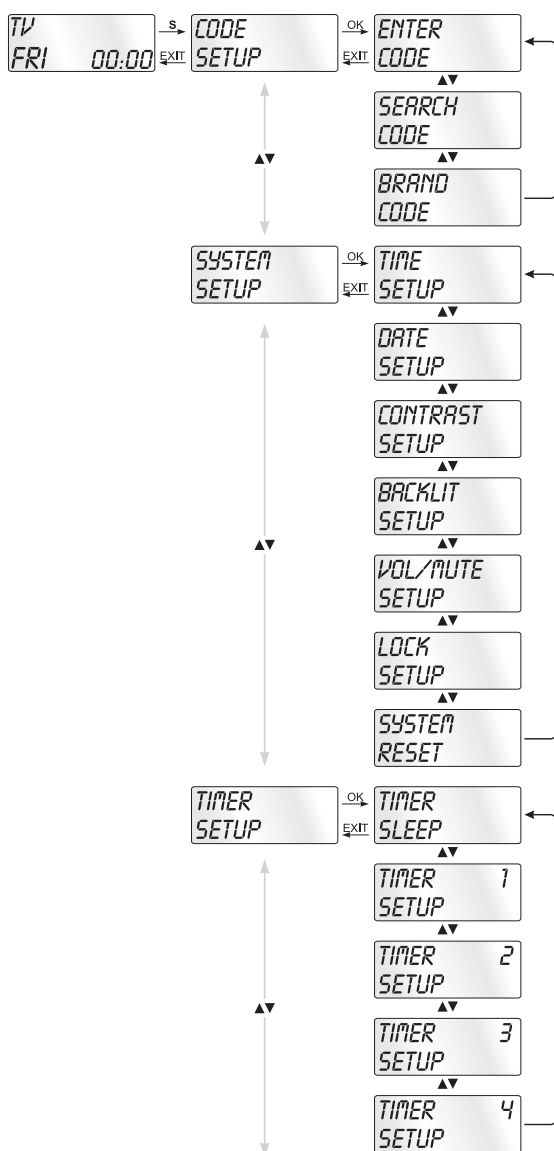 TV
FRI 00:00
S
EXIT
CODE
SETUP
OK
EXIT
ENTER
CODE
▲▼
SEARCH
CODE
▲▼
▲▼
BRAND
CODE
SYSTEM
SETUP
OK
EXIT
TIME
SETUP
▲▼
DATE
SETUP
▲▼
CONTRAST
SETUP
▲▼
BACKLIT
SETUP
▲▼
▲▼
VOL/MUTE
SETUP
▲▼
LOCK
SETUP
▲▼
SYSTEM
RESET
TIMER
SETUP
OK
EXIT
TIMER
SLEEP
▲▼
TIMER 1
SETUP
▲▼
TIMER 2
SETUP
▲▼
▲▼
TIMER 3
SETUP
▲▼
TIMER 4
SETUP